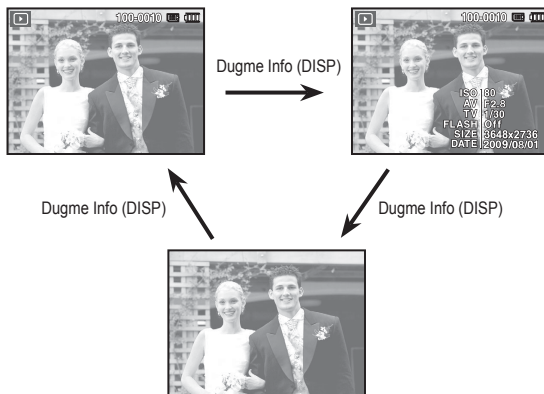 100-0010
100-0010
Dugme Info (DISP)
ISO 80
AV F2.8
TV 1/30
FLASH Off
SIZE 3648x2736
DATE 2009/08/01
Dugme Info (DISP)
Dugme Info (DISP)